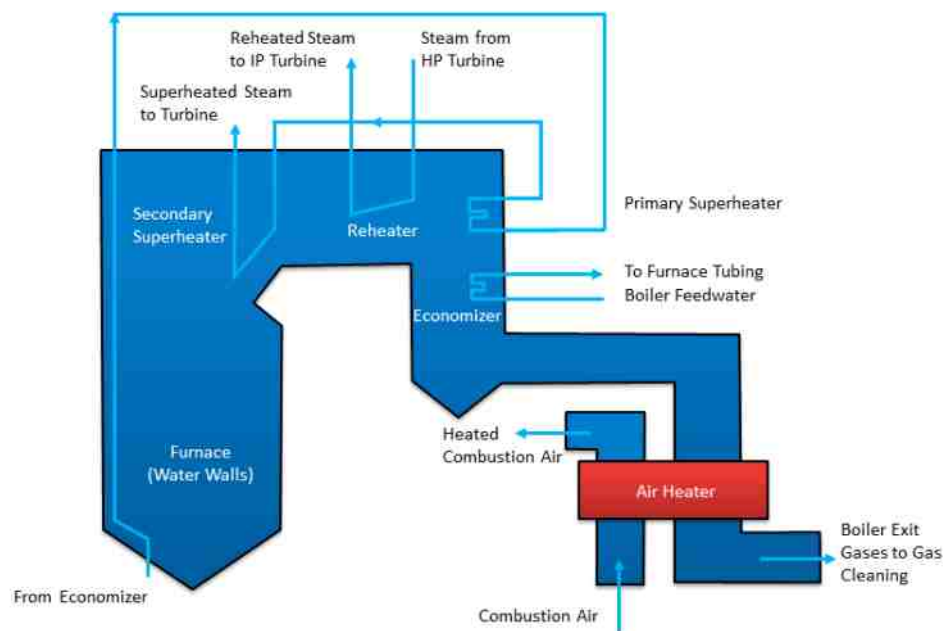 Reheated Steam
to IP Turbine
Steam from
HP Turbine
Superheated Steam
to Turbine
Secondary
Superheater
Reheater
Primary Superheater
To Furnace Tubing
Boiler Feedwater
Economizer
Heated
Combustion Air
Furnace
(Water Walls)
Air Heater
Boiler Exit
Gases to Gas
Cleaning
From Economizer
Combustion Air